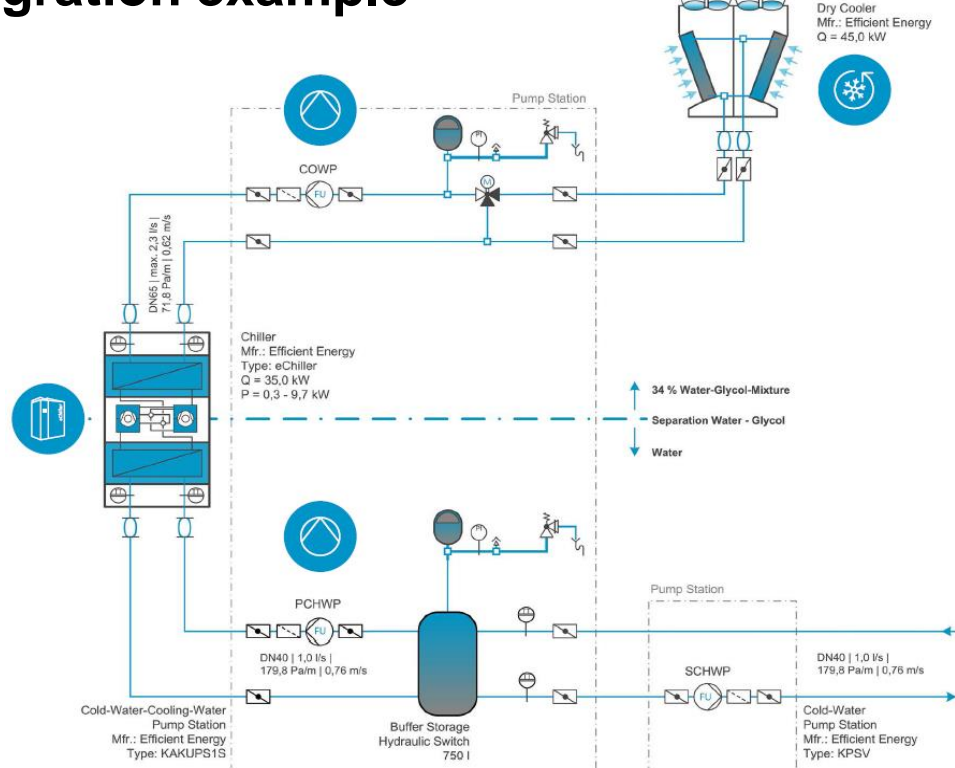 gration example
Dry Cooler
Mfr.: Efficient Energy
Q = 45,0 kW
Pump Station
PI
COWP
M
FU
DN65 | max. 2,3 l/s |
71,8 Pa/m | 0,62 m/s
Chiller
Mfr.: Efficient Energy
Type: eChiller
Q = 35,0 kW
P = 0,3 - 9,7 kW
34 % Water-Glycol-Mixture
Separation Water - Glycol
Water
PI
Pump Station
PCHWP
FU
DN40 | 1,0 l/s |
179,8 Pa/m | 0,76 m/s
DN40 | 1,0 l/s |
179,8 Pa/m | 0,76 m/s
SCHWP
FU
Cold-Water-Cooling-Water
Pump Station
Mfr.: Efficient Energy
Type: KAKUPS1S
Buffer Storage
Hydraulic Switch
750 l
Cold-Water
Pump Station
Mfr.: Efficient Energy
Type: KPSV